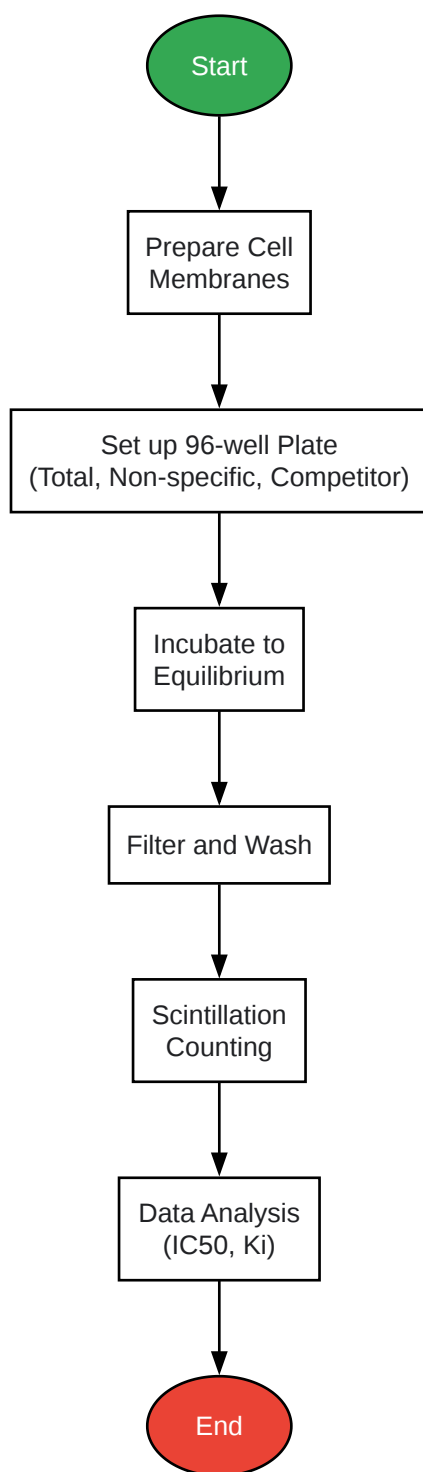 Start
Prepare Cell
Membranes
Set up 96-well Plate
(Total, Non-specific, Competitor)
Incubate to
Equilibrium
Filter and Wash
Scintillation
Counting
Data Analysis
(IC50, Ki)
End